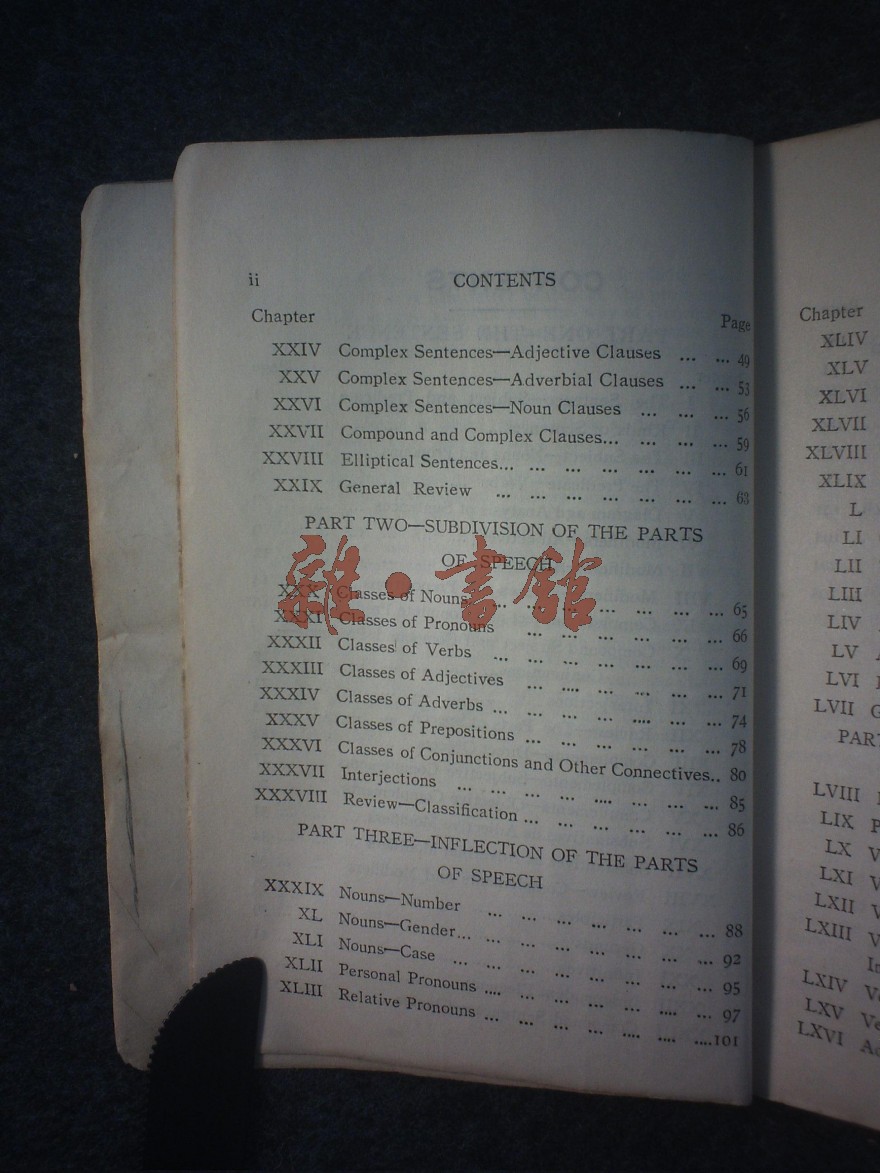 ii CONTENTS
Chapter Page
XXIV Complex Sentences—Adjective Clauses ... ... 49
XXV Complex Sentences—Adverbial Clauses ... ... 53
XXVI Complex Sentences—Noun Clauses ... ... ... 56
XXVII Compound and Complex Clauses... ... ... ... 59
XXVIII Elliptical Sentences... ... ... ... ... ... ... 61
XXIX General Review ... ... ... ... ... ... ... 63
PART TWO—SUBDIVISION OF THE PARTS
OF SPEECH
雜·書館
XXX Classes of Nouns ... ... ... ... ... ... ... 65
XXXI Classes of Pronouns ... ... ... ... ... ... 66
XXXII Classes of Verbs ... ... ... ... ... ... ... 69
XXXIII Classes of Adjectives ... .... ... ... ... ... 71
XXXIV Classes of Adverbs ... ... ... ... .... ... ... 74
XXXV Classes of Prepositions ... ... ... ... ... ... 78
XXXVI Classes of Conjunctions and Other Connectives.. 80
XXXVII Interjections ... ... ... .... ... ... ... 85
XXXVIII Review—Classification ... ... ... ... ... ... 86
PART THREE—INFLECTION OF THE PARTS
OF SPEECH
XXXIX Nouns—Number ... ... ... ... ... ... ... 88
XL Nouns—Gender... ... ... ... ... ... ... ... 92
XLI Nouns—Case ... ... ... ... ... ... ... ... 95
XLII Personal Pronouns .... ... ... ... ... .... ... 97
XLIII Relative Pronouns ... ... ... ... .... .... ....101
Chapter
XLIV
XLV
XLVI
XLVII
XLVIII
XLIX
L
LI
LII
LIII
LIV
LV
LVI
LVII
LVIII
LIX
LX
LXI
LXII
LXIII
LXIV
LXV
LXVI